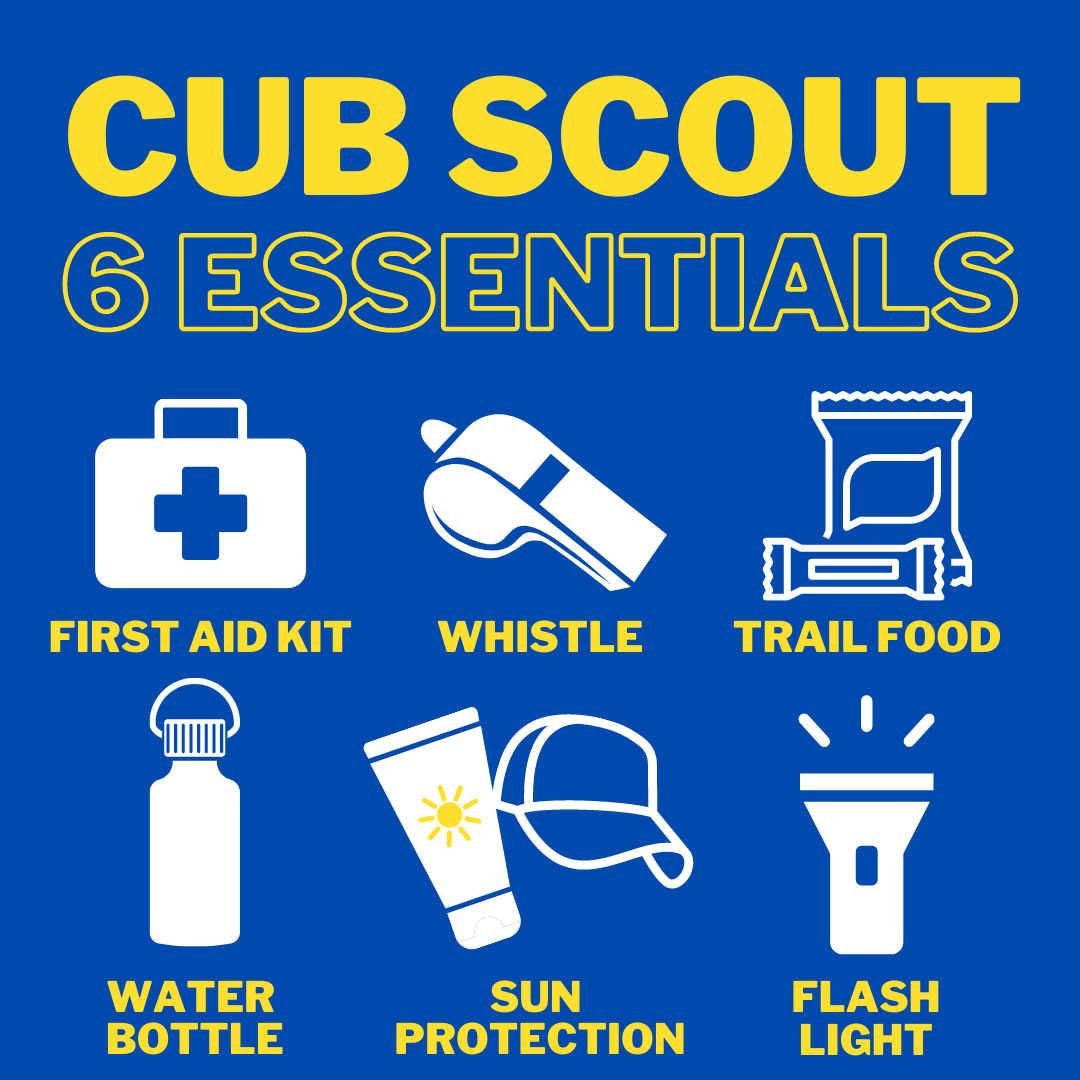 CUB SCOUT
6 ESSENTIALS
FIRST AID KIT
WHISTLE
TRAIL FOOD
WATER
BOTTLE
SUN
PROTECTION
FLASH
LIGHT